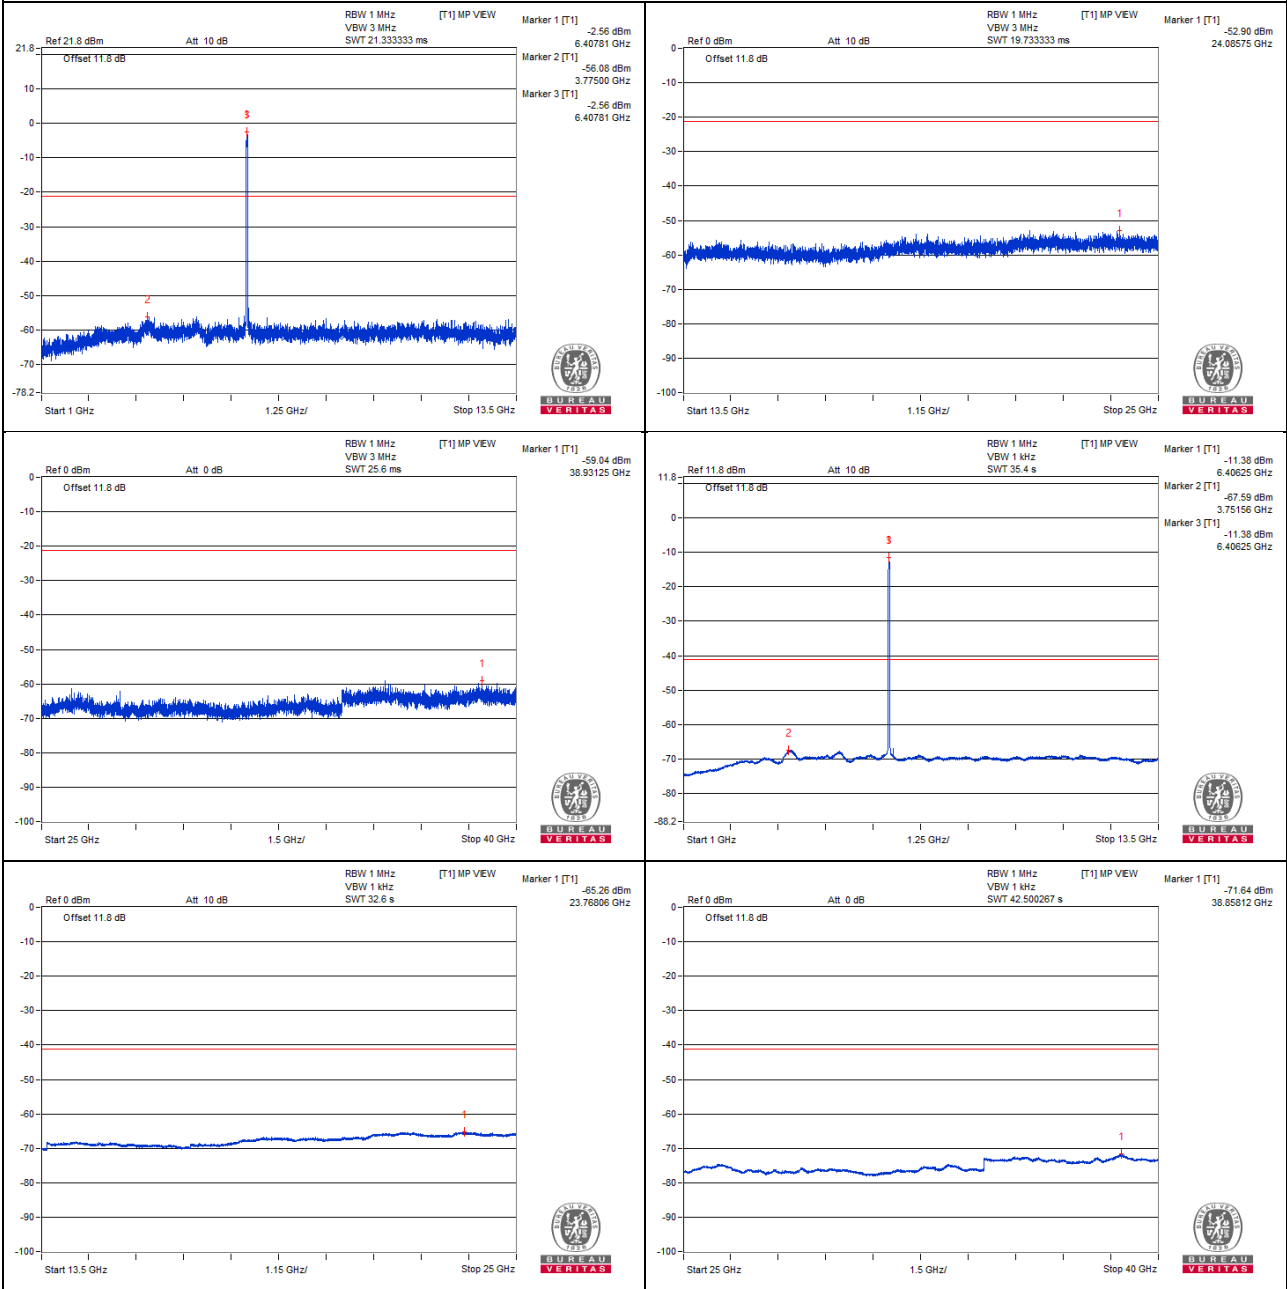 RBW 1 MHz [T1] MP VIEW
VBW 3 MHz
Ref 21.8 dBm Att 10 dB SWT 21.333333 ms
Marker 1 [T1]
-2.56 dBm
6.40781 GHz
Marker 2 [T1]
-56.08 dBm
3.77500 GHz
Marker 3 [T1]
-2.56 dBm
6.40781 GHz
Offset 11.8 dB
21.8
10
0
-10
-20
-30
-40
-50
-60
-70
-78.2
2
Start 1 GHz 1.25 GHz/ Stop 13.5 GHz
BUREAU
VERITAS
RBW 1 MHz [T1] MP VIEW
VBW 3 MHz
Ref 0 dBm Att 10 dB SWT 19.733333 ms
Marker 1 [T1]
-52.90 dBm
24.08575 GHz
Offset 11.8 dB
0
-10
-20
-30
-40
-50
-60
-70
-80
-90
-100
1
Start 13.5 GHz 1.15 GHz/ Stop 25 GHz
BUREAU
VERITAS
RBW 1 MHz [T1] MP VIEW
VBW 3 MHz
Ref 0 dBm Att 0 dB SWT 25.6 ms
Marker 1 [T1]
-59.04 dBm
38.93125 GHz
Offset 11.8 dB
0
-10
-20
-30
-40
-50
-60
-70
-80
-90
-100
1
Start 25 GHz 1.5 GHz/ Stop 40 GHz
BUREAU
VERITAS
RBW 1 MHz [T1] MP VIEW
VBW 1 kHz
Ref 11.8 dBm Att 10 dB SWT 35.4 s
Marker 1 [T1]
-11.38 dBm
6.40625 GHz
Marker 2 [T1]
-67.59 dBm
3.75156 GHz
Marker 3 [T1]
-11.38 dBm
6.40625 GHz
Offset 11.8 dB
11.8
0
-10
-20
-30
-40
-50
-60
-70
-80
-88.2
2
Start 1 GHz 1.25 GHz/ Stop 13.5 GHz
BUREAU
VERITAS
RBW 1 MHz [T1] MP VIEW
VBW 1 kHz
Ref 0 dBm Att 10 dB SWT 32.6 s
Marker 1 [T1]
-65.26 dBm
23.76806 GHz
Offset 11.8 dB
0
-10
-20
-30
-40
-50
-60
-70
-80
-90
-100
1
Start 13.5 GHz 1.15 GHz/ Stop 25 GHz
BUREAU
VERITAS
RBW 1 MHz [T1] MP VIEW
VBW 1 kHz
Ref 0 dBm Att 0 dB SWT 42.500267 s
Marker 1 [T1]
-71.64 dBm
38.85812 GHz
Offset 11.8 dB
0
-10
-20
-30
-40
-50
-60
-70
-80
-90
-100
1
Start 25 GHz 1.5 GHz/ Stop 40 GHz
BUREAU
VERITAS